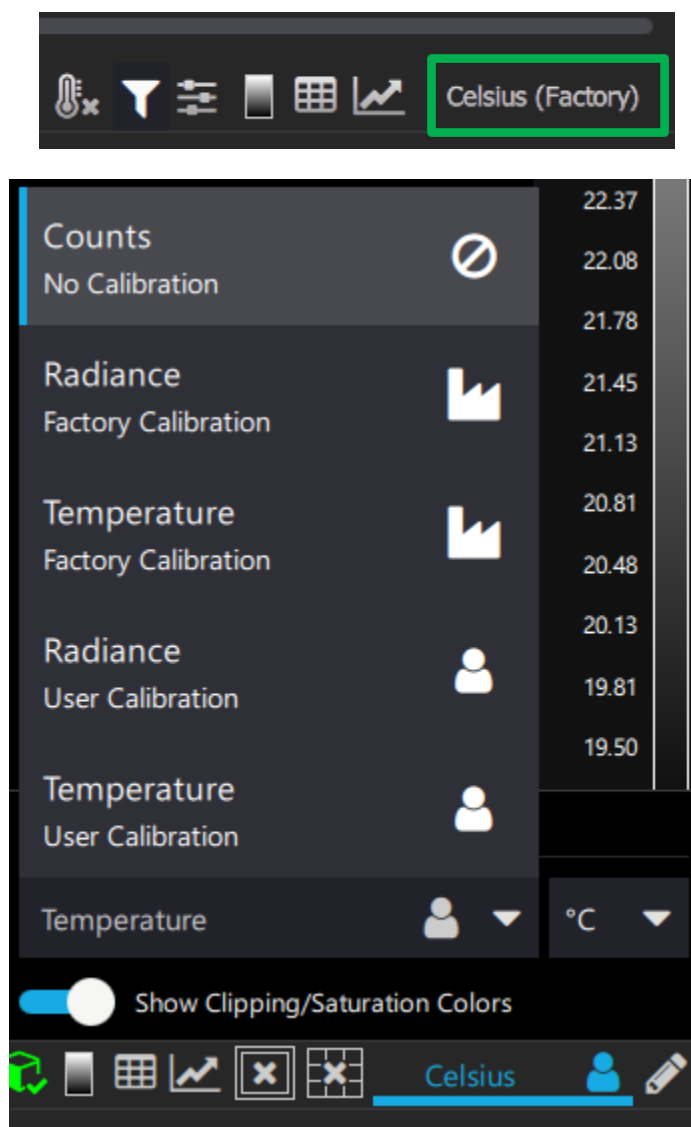 Celsius (Factory)
Counts
No Calibration
Radiance
Factory Calibration
Temperature
Factory Calibration
Radiance
User Calibration
Temperature
User Calibration
22.37
22.08
21.78
21.45
21.13
20.81
20.48
20.13
19.81
19.50
Temperature
°C
Show Clipping/Saturation Colors
Celsius